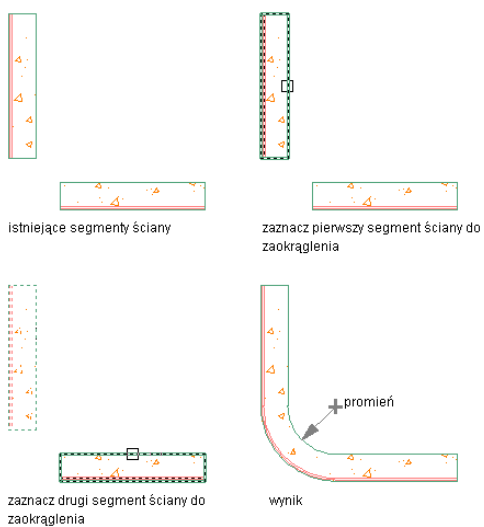 istniejące segmenty ściany
zaznacz pierwszy segment ściany do
zaokrąglenia
promień
zaznacz drugi segment ściany do
zaokrąglenia
wynik